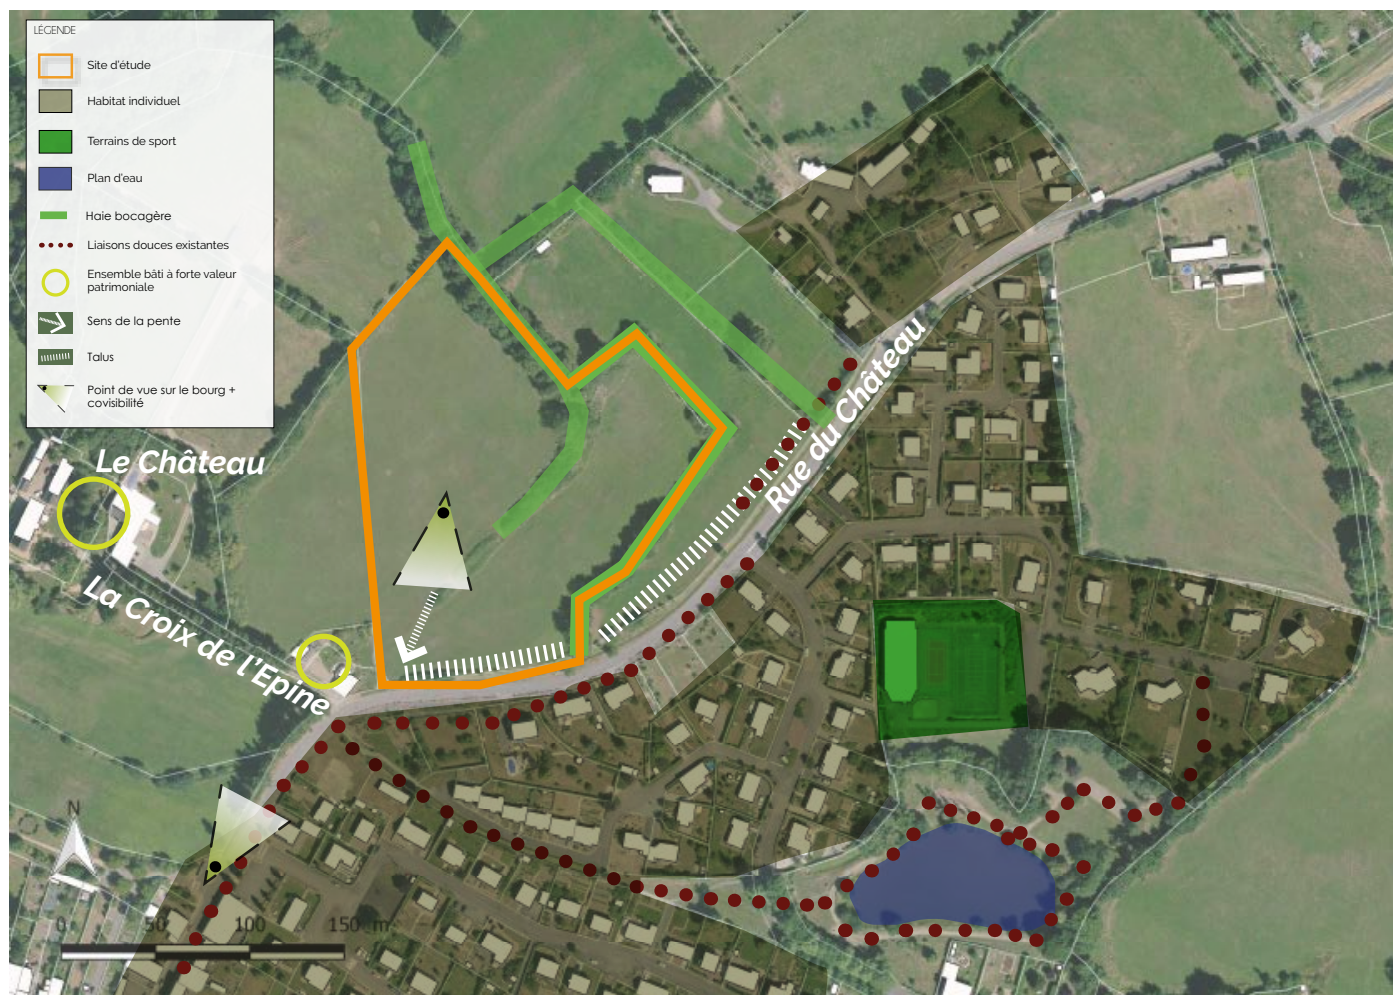 LÉGENDE
Site d'étude
Habitat individuel
Terrains de sport
Plan d'eau
Haie bocagère
Liaisons douces existantes
Ensemble bâti à forte valeur
patrimoniale
Sens de la pente
Talus
Point de vue sur le bourg +
covisibilité
Le Château
La Croix de l'Epine
Rue du Château
N
0 50 100 150 m